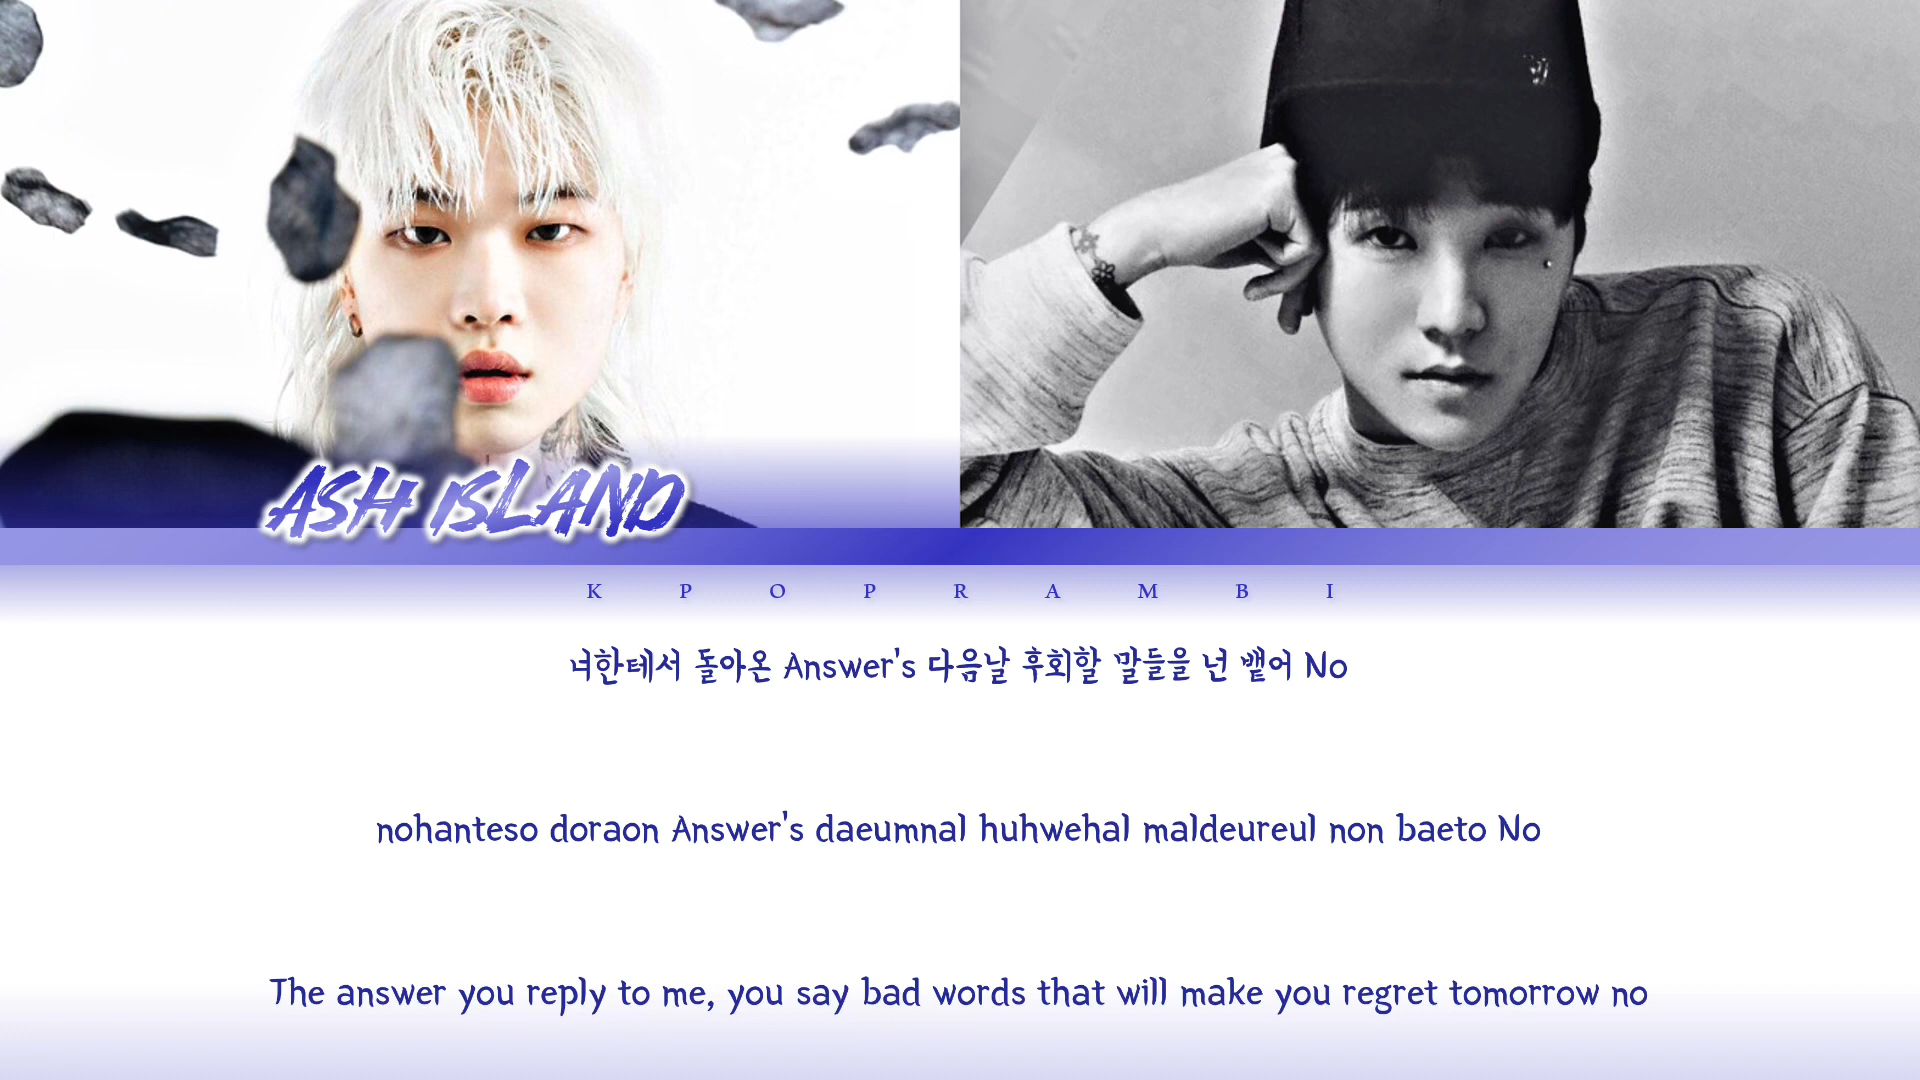 ASH ISLAND
K P O P R A M B I
너한테서 돌아온 Answer's 다음날 후회할 말들을 넌 뱉어 No
nohanteso doraon Answer's daeumnal huhwehal maldeureul non baeto No
The answer you reply to me, you say bad words that will make you regret tomorrow no